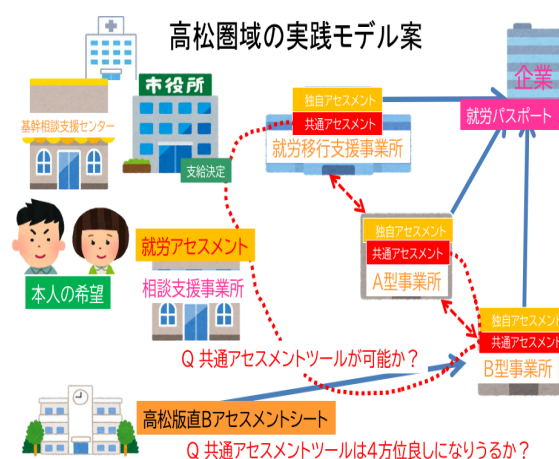 高松圏域の実践モデル案
企業
市役所
独自アセスメント
共通アセスメント
就労パスポート
基幹相談支援センター
就労移行支援事業所
支給決定
独自アセスメント
共通アセスメント
A型事業所
就労アセスメント
本人の希望
相談支援事業所
独自アセスメント
共通アセスメント
B型事業所
Q 共通アセスメントツールが可能か？
高松版直Bアセスメントシート
Q 共通アセスメントツールは4方位良しになりうるか？